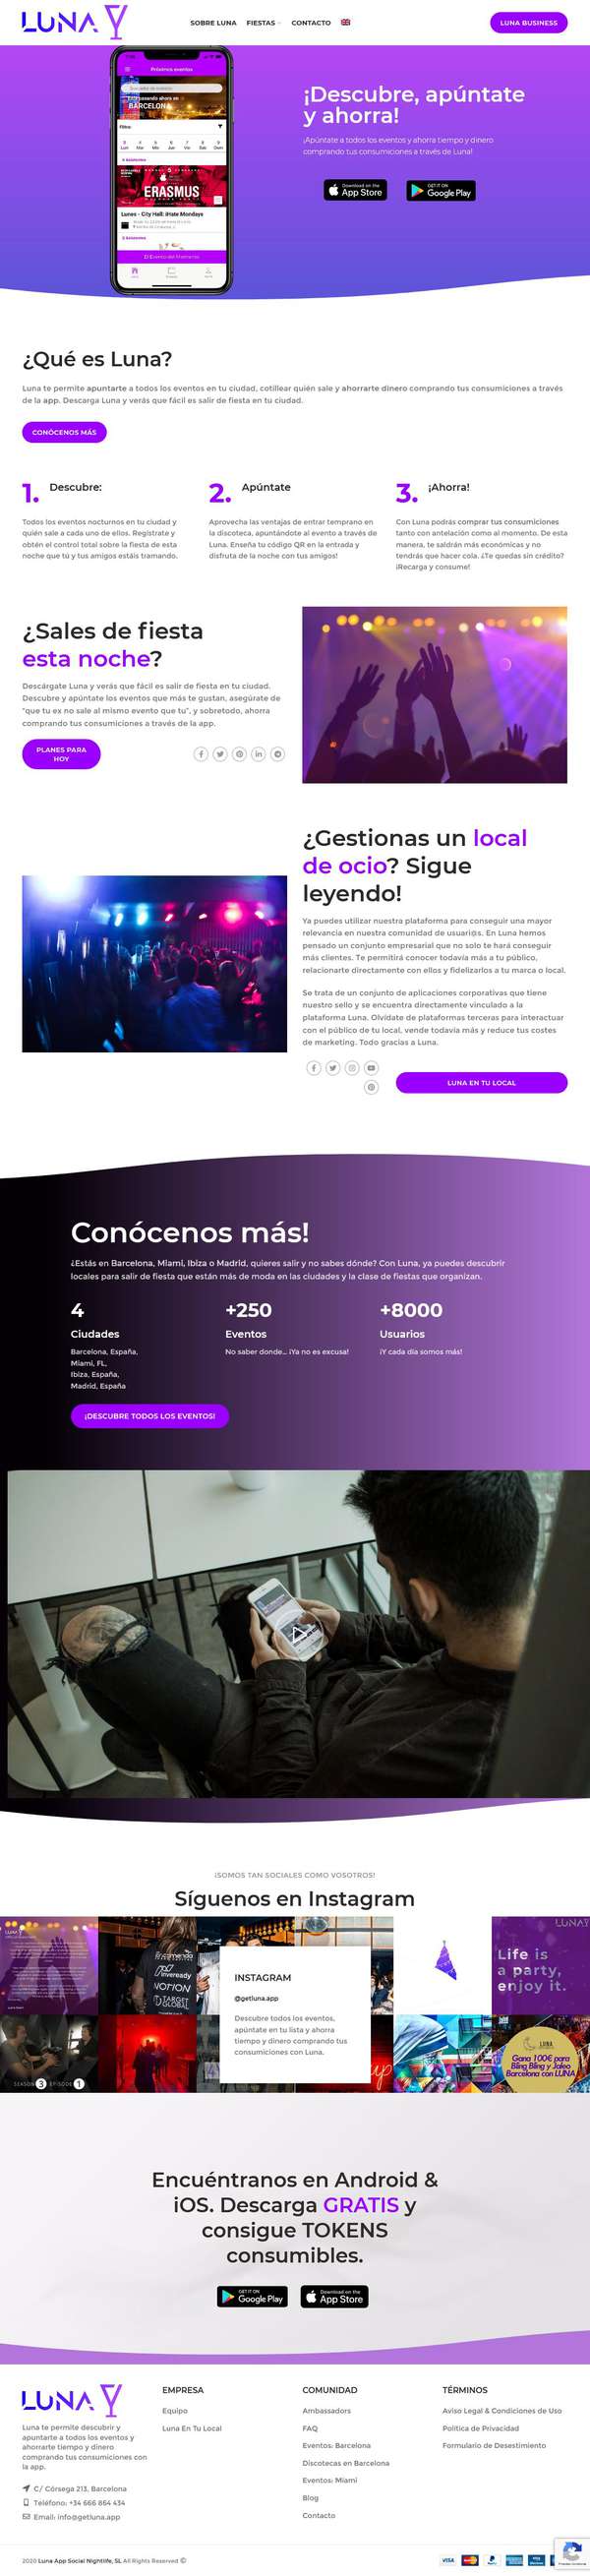 LUNA
SOBRE LUNA
FIESTAS
CONTACTO
LUNA BUSINESS
Próximos eventos
BARCELONA
Filtro
ERASMUS
Lunes - City Hall: iHate Mondays
El Evento del Momento
¡Descubre, apúntate
y ahorra!
¡Apúntate a todos los eventos y ahorra tiempo y dinero
comprando tus consumiciones a través de Luna!
Download on the
App Store
GET IT ON
Google Play
¿Qué es Luna?
Luna te permite apuntarte a todos los eventos en tu ciudad, cotillear quién sale y ahorrarte dinero comprando tus consumiciones a través
de la app. Descarga Luna y verás que fácil es salir de fiesta en tu ciudad.
CONÓCENOS MÁS
1. Descubre:
Todos los eventos nocturnos en tu ciudad y
quién sale a cada uno de ellos. Regístrate y
obtén el control total sobre la fiesta de esta
noche que tú y tus amigos estáis tramando.
2. Apúntate
Aprovecha las ventajas de entrar temprano en
la discoteca, apuntándote al evento a través de
Luna. Enseña tu código QR en la entrada y
disfruta de la noche con tus amigos!
3. ¡Ahorra!
Con Luna podrás comprar tus consumiciones
tanto con antelación como al momento. De esta
manera, te saldrán más económicas y no
tendrás que hacer cola. ¿Te quedas sin crédito?
¡Recarga y consume!
¿Sales de fiesta
esta noche?
Descárgate Luna y verás que fácil es salir de fiesta en tu ciudad.
Descubre y apúntate los eventos que más te gustan, asegúrate de
"que tu ex no sale al mismo evento que tu", y sobretodo, ahorra
comprando tus consumiciones a través de la app.
PLANES PARA
HOY
¿Gestionas un local
de ocio? Sigue
leyendo!
Ya puedes utilizar nuestra plataforma para conseguir una mayor
relevancia en nuestra comunidad de usuari@s. En Luna hemos
pensado un conjunto empresarial que no solo te hará conseguir
más clientes. Te permitirá conocer todavía más a tu público,
relacionarte directamente con ellos y fidelizarlos a tu marca o local.
Se trata de un conjunto de aplicaciones corporativas que tiene
nuestro sello y se encuentra directamente vinculado a la
plataforma Luna. Olvídate de plataformas terceras para interactuar
con el público de tu local, vende todavía más y reduce tus costes
de marketing. Todo gracias a Luna.
LUNA EN TU LOCAL
Conócenos más!
¿Estás en Barcelona, Miami, Ibiza o Madrid, quieres salir y no sabes dónde? Con Luna, ya puedes descubrir
locales para salir de fiesta que están más de moda en las ciudades y la clase de fiestas que organizan.
4
Ciudades
Barcelona, España,
Miami, FL,
Ibiza, España,
Madrid, España
+250
Eventos
No saber donde... ¡Ya no es excusa!
+8000
Usuarios
¡Y cada día somos más!
¡DESCUBRE TODOS LOS EVENTOS!
¡SOMOS TAN SOCIALES COMO VOSOTROS!
Síguenos en Instagram
Encomenda
inveready
NOTION
TARGET
GLOBAL
INSTAGRAM
@getluna.app
Descubre todos los eventos,
apúntate en tu lista y ahorra
tiempo y dinero comprando tus
consumiciones con Luna.
LUNA
Life is
a party,
enjoy it.
SEASON 3 EPISODE 1
LUNA
Gana 100€ para
Bling Bling y Jaleo
Barcelona con LUNA
Encuéntranos en Android &
iOS. Descarga GRATIS y
consigue TOKENS
consumibles.
GET IT ON
Google Play
Download on the
App Store
LUNA
Luna te permite descubrir y
apuntarte a todos los eventos y
ahorrarte tiempo y dinero
comprando tus consumiciones con
la app.
C/ Còrsega 213, Barcelona
Teléfono: +34 666 864 434
Email: info@getluna.app
EMPRESA
Equipo
Luna En Tu Local
COMUNIDAD
Ambassadors
FAQ
Eventos: Barcelona
Discotecas en Barcelona
Eventos: Miami
Blog
Contacto
TÉRMINOS
Aviso Legal & Condiciones de Uso
Política de Privacidad
Formulario de Desestimiento
2020 Luna App Social Nightlife, SL All Rights Reserved ©
VISA